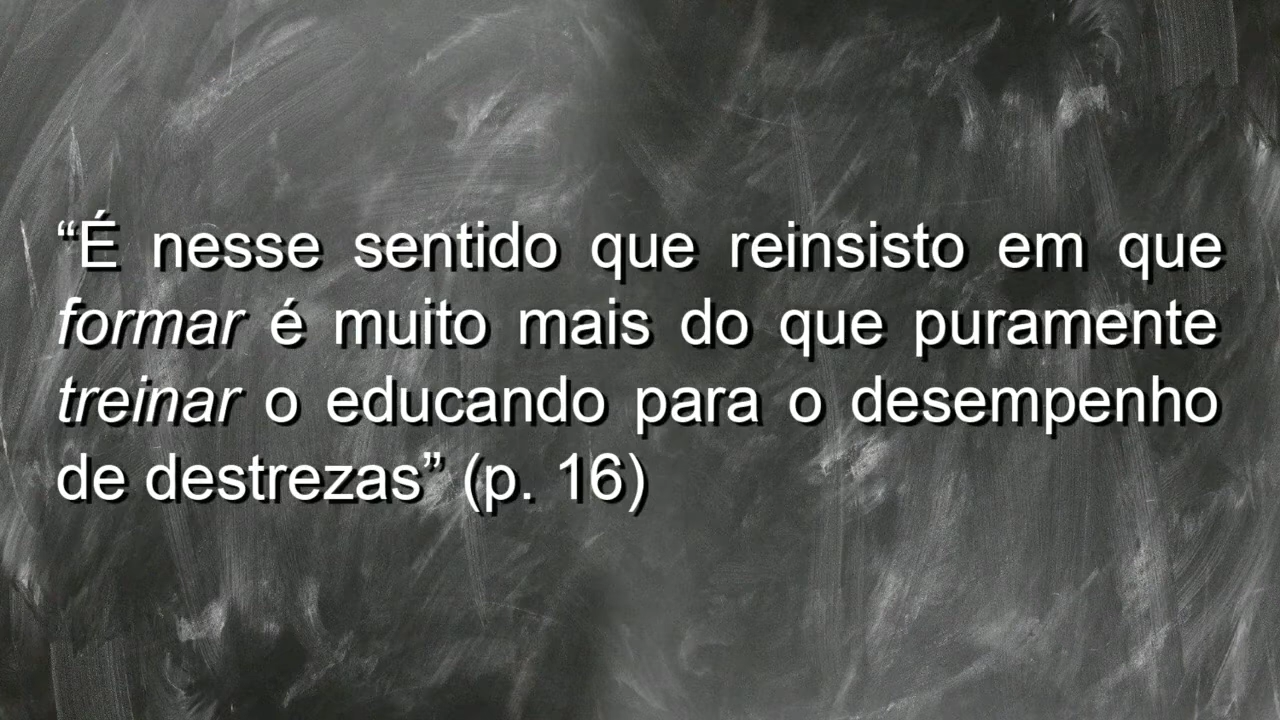 “É nesse sentido que reinsisto em que
formar é muito mais do que puramente
treinar o educando para o desempenho
de destrezas” (p. 16)